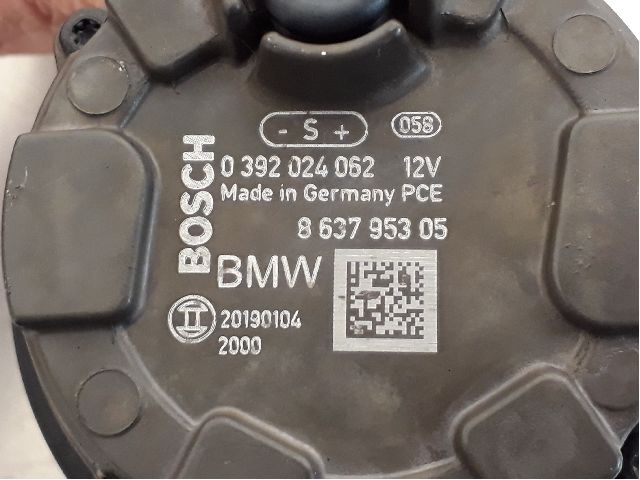 - S +
058
BOSCH
0 392 024 062 12V
Made in Germany PCE
8 637 953 05
BMW
20190104
2000